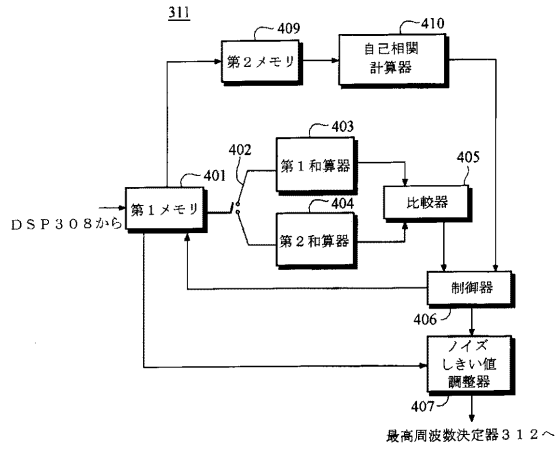 311
409
第2メモリ
410
自己相関
計算器
403
第1和算器
402
401
第1メモリ
DSP308から
404
第2和算器
405
比較器
制御器
406
ノイズ
しきい値
調整器
407
最高周波数決定器312へ